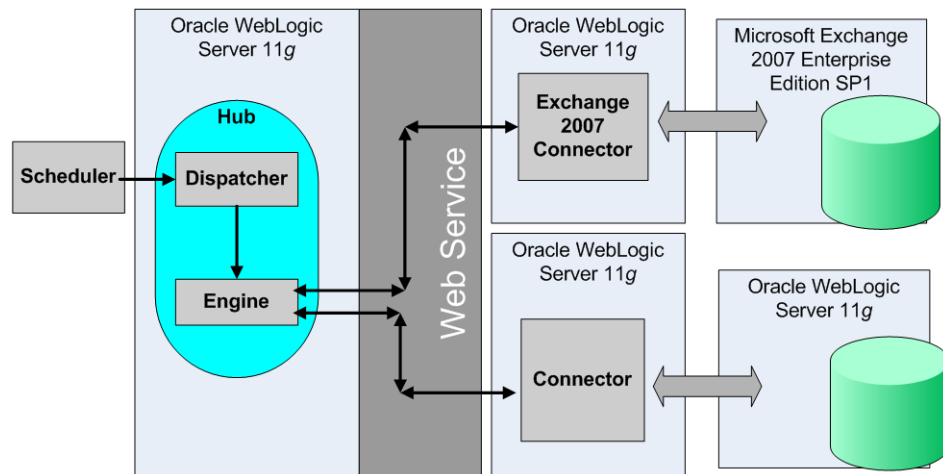 Oracle WebLogic
Server 11g
Hub
Scheduler
Dispatcher
Engine
Web Service
Oracle WebLogic
Server 11g
Exchange
2007
Connector
Microsoft Exchange
2007 Enterprise
Edition SP1
Oracle WebLogic
Server 11g
Connector
Oracle WebLogic
Server 11g